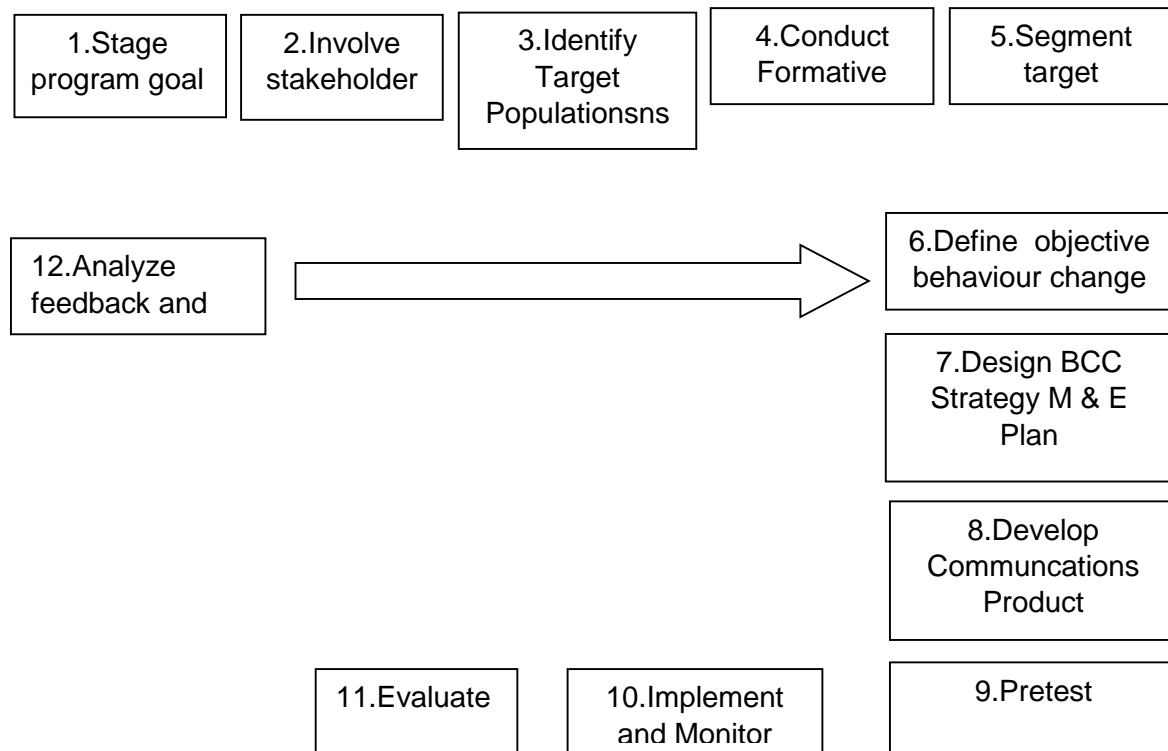 1.Stage
program goal
2.Involve
stakeholder
3.Identify
Target
Populationsns
4.Conduct
Formative
5.Segment
target
12.Analyze
feedback and
6.Define  objective
behaviour change
7.Design BCC
Strategy M & E
Plan
8.Develop
Communcations
Product
11.Evaluate
10.Implement
and Monitor
9.Pretest